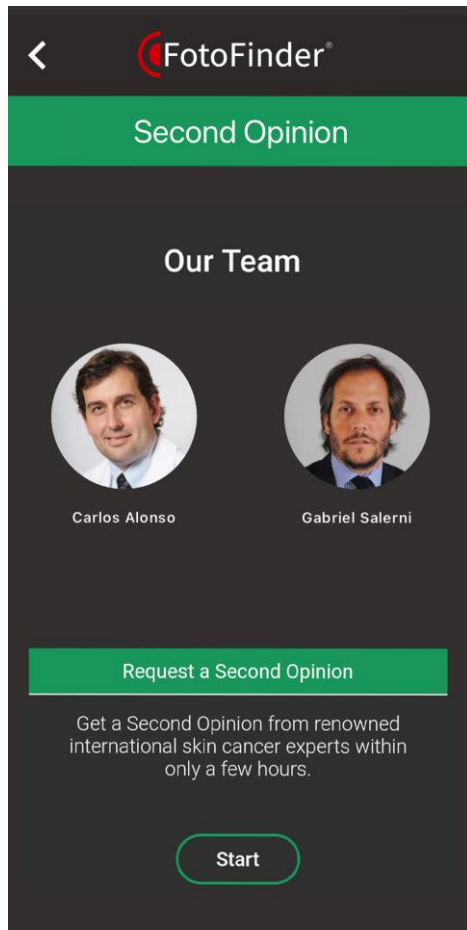 FotoFinder®
Second Opinion
Our Team
Carlos Alonso
Gabriel Salerni
Request a Second Opinion
Get a Second Opinion from renowned
international skin cancer experts within
only a few hours.
Start